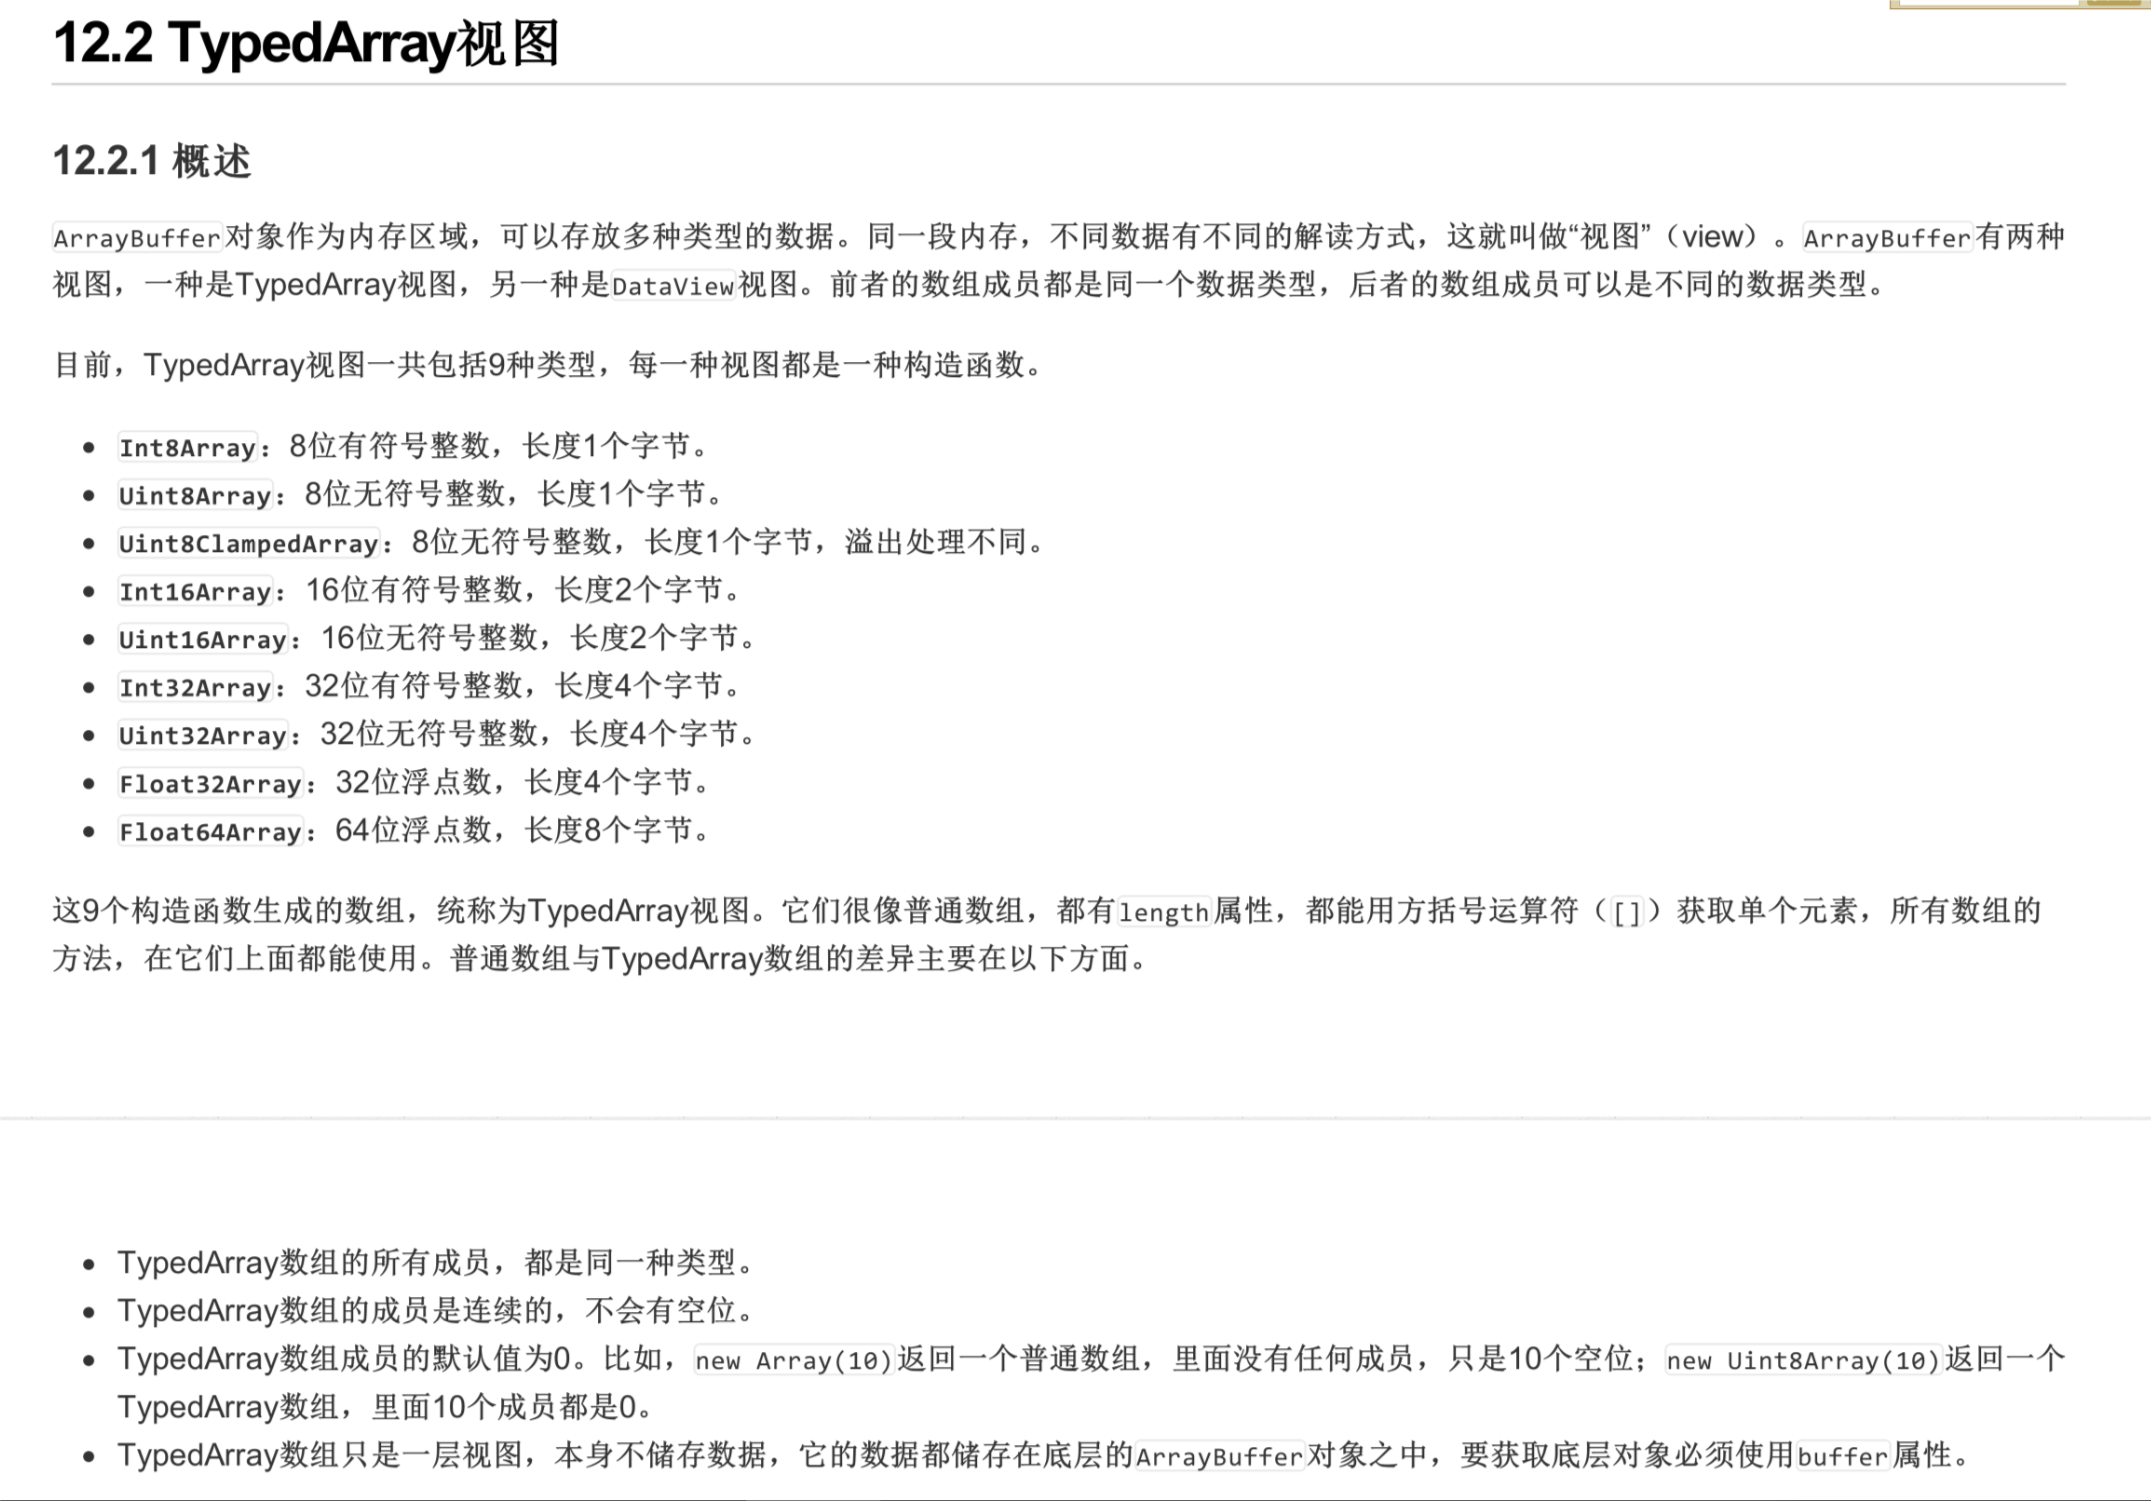 12.2 TypedArray视图
12.2.1 概述
ArrayBuffer对象作为内存区域，可以存放多种类型的数据。同一段内存，不同数据有不同的解读方式，这就叫做“视图”（view）。ArrayBuffer有两种
视图，一种是TypedArray视图，另一种是DataView视图。前者的数组成员都是同一个数据类型，后者的数组成员可以是不同的数据类型。
目前，TypedArray视图一共包括9种类型，每一种视图都是一种构造函数。
• Int8Array：8位有符号整数，长度1个字节。
• Uint8Array：8位无符号整数，长度1个字节。
• Uint8ClampedArray：8位无符号整数，长度1个字节，溢出处理不同。
• Int16Array：16位有符号整数，长度2个字节。
• Uint16Array：16位无符号整数，长度2个字节。
• Int32Array：32位有符号整数，长度4个字节。
• Uint32Array：32位无符号整数，长度4个字节。
• Float32Array：32位浮点数，长度4个字节。
• Float64Array：64位浮点数，长度8个字节。
这9个构造函数生成的数组，统称为TypedArray视图。它们很像普通数组，都有length属性，都能用方括号运算符（[]）获取单个元素，所有数组的
方法，在它们上面都能使用。普通数组与TypedArray数组的差异主要在以下方面。
• TypedArray数组的所有成员，都是同一种类型。
• TypedArray数组的成员是连续的，不会有空位。
• TypedArray数组成员的默认值为0。比如，new Array(10)返回一个普通数组，里面没有任何成员，只是10个空位；new Uint8Array(10)返回一个
TypedArray数组，里面10个成员都是0。
• TypedArray数组只是一层视图，本身不储存数据，它的数据都储存在底层的ArrayBuffer对象之中，要获取底层对象必须使用buffer属性。